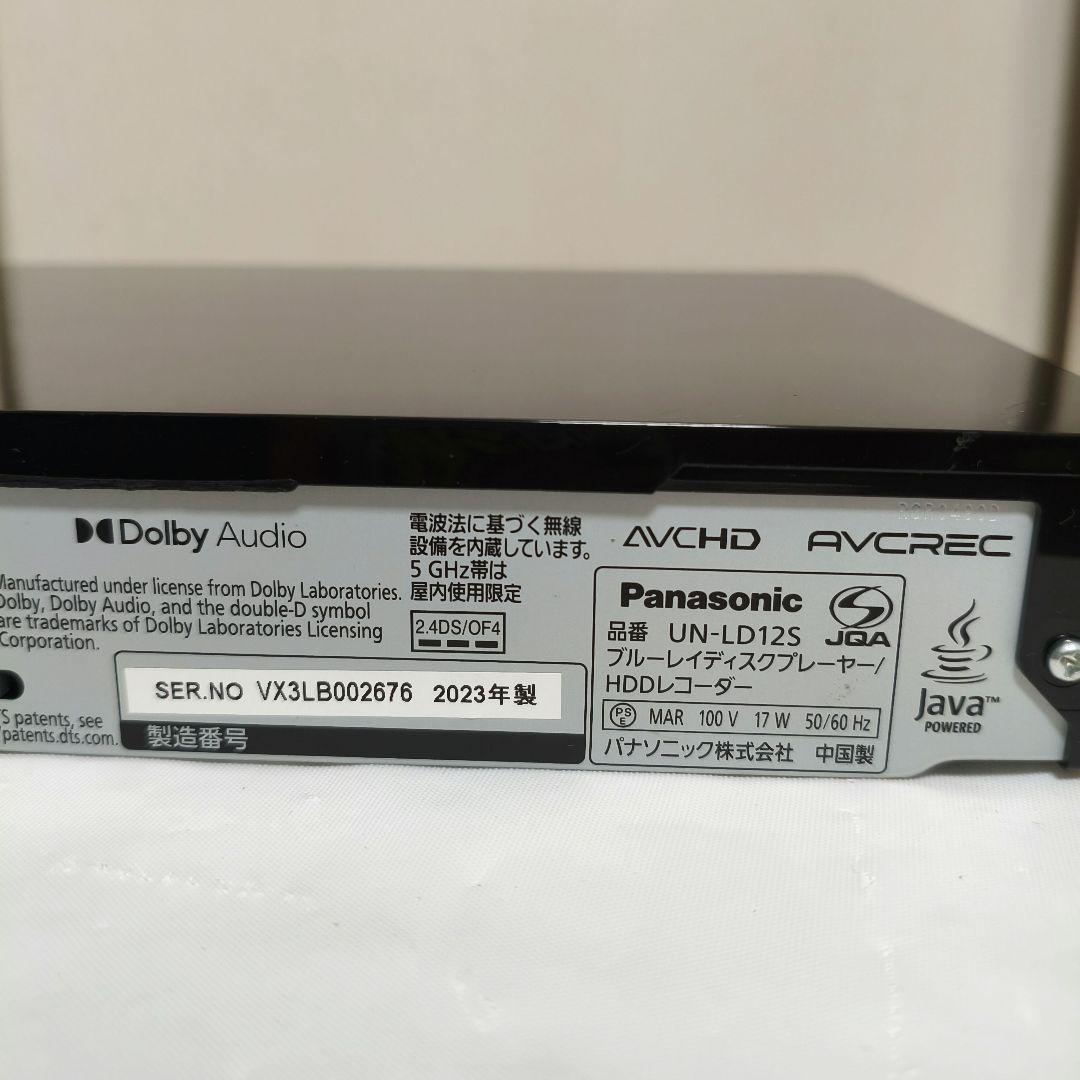 Dolby Audio
Manufactured under license from Dolby Laboratories.
Dolby, Dolby Audio, and the double-D symbol
are trademarks of Dolby Laboratories Licensing
Corporation.
電波法に基づく無線
設備を内蔵しています。
5 GHz帯は
屋内使用限定
2.4DS/OF4
AVCHD
AVCREC
Panasonic
JQA
品番 UN-LD12S
ブルーレイディスクプレーヤー/
HDDレコーダー
PSE MAR 100 V 17 W 50/60 Hz
パナソニック株式会社 中国製
Java™
POWERED
SER.NO VX3LB002676 2023年製
製造番号
patents, see
patents.dts.com.